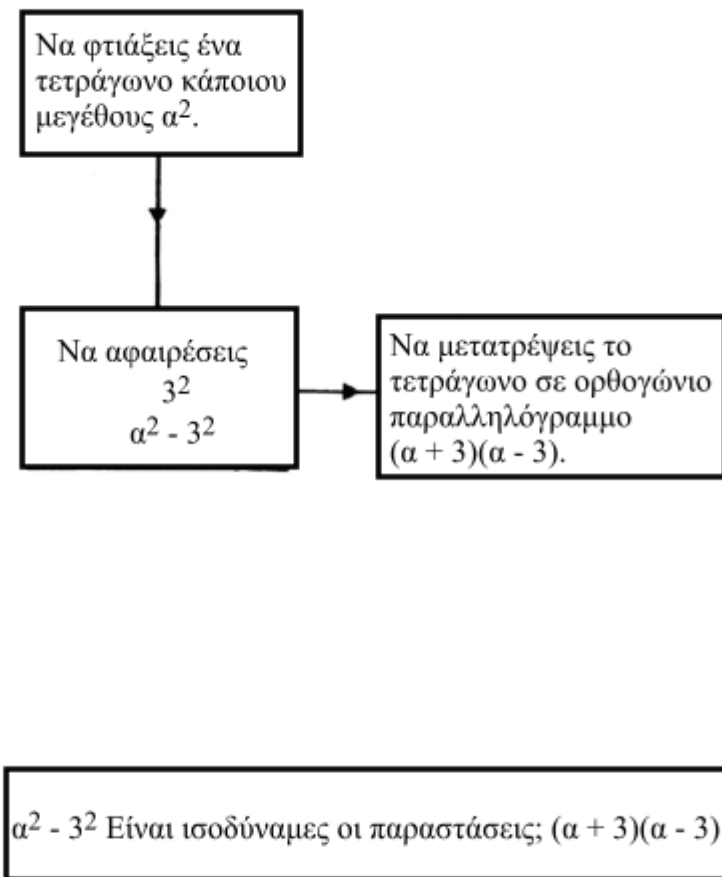 Να φτιάξεις ένα
τετράγωνο κάποιου
μεγέθους α².
Να αφαιρέσεις
3²
α² - 3²
Να μετατρέψεις το
τετράγωνο σε ορθογώνιο
παραλληλόγραμμο
(α + 3)(α - 3).
α² - 3² Είναι ισοδύναμες οι παραστάσεις; (α + 3)(α - 3)